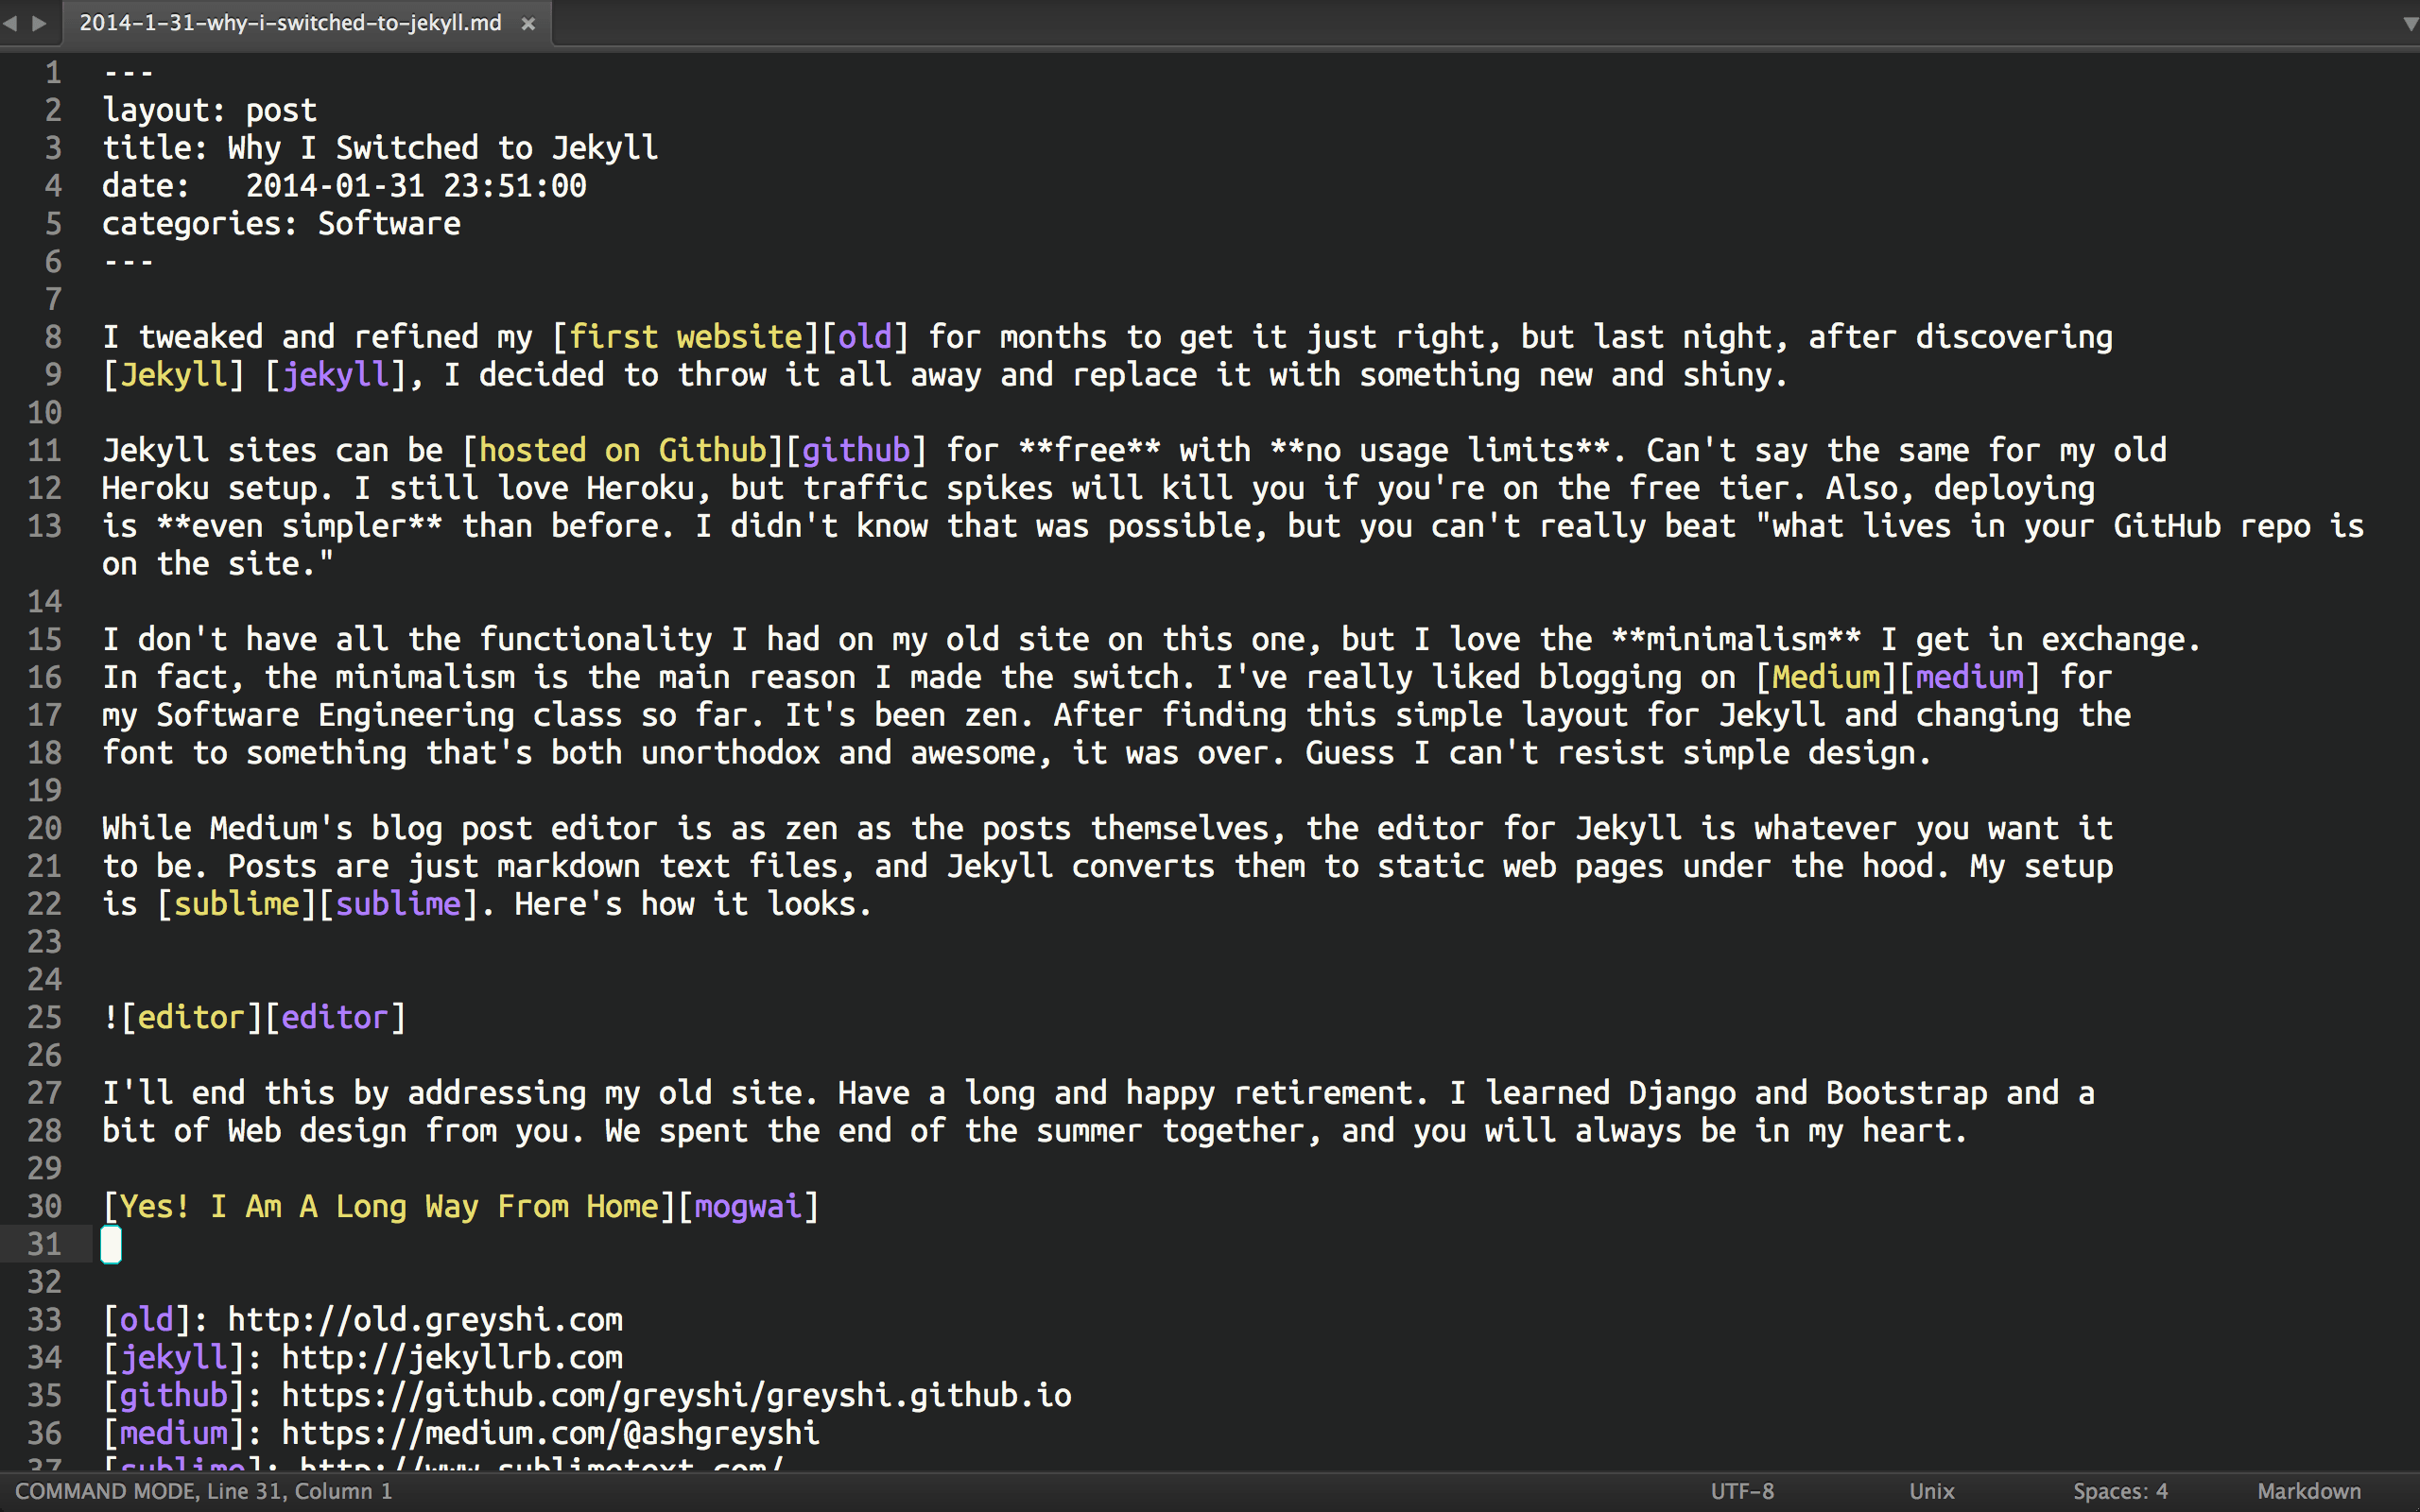 2014-1-31-why-i-switched-to-jekyll.md ×
1 ---
2 layout: post
3 title: Why I Switched to Jekyll
4 date:   2014-01-31 23:51:00
5 categories: Software
6 ---
7
8 I tweaked and refined my [first website][old] for months to get it just right, but last night, after discovering
9 [Jekyll] [jekyll], I decided to throw it all away and replace it with something new and shiny.
10
11 Jekyll sites can be [hosted on Github][github] for **free** with **no usage limits**. Can't say the same for my old
12 Heroku setup. I still love Heroku, but traffic spikes will kill you if you're on the free tier. Also, deploying
13 is **even simpler** than before. I didn't know that was possible, but you can't really beat "what lives in your GitHub repo is
on the site."
14
15 I don't have all the functionality I had on my old site on this one, but I love the **minimalism** I get in exchange.
16 In fact, the minimalism is the main reason I made the switch. I've really liked blogging on [Medium][medium] for
17 my Software Engineering class so far. It's been zen. After finding this simple layout for Jekyll and changing the
18 font to something that's both unorthodox and awesome, it was over. Guess I can't resist simple design.
19
20 While Medium's blog post editor is as zen as the posts themselves, the editor for Jekyll is whatever you want it
21 to be. Posts are just markdown text files, and Jekyll converts them to static web pages under the hood. My setup
22 is [sublime][sublime]. Here's how it looks.
23
24
25 ![editor][editor]
26
27 I'll end this by addressing my old site. Have a long and happy retirement. I learned Django and Bootstrap and a
28 bit of Web design from you. We spent the end of the summer together, and you will always be in my heart.
29
30 [Yes! I Am A Long Way From Home][mogwai]
31
32
33 [old]: http://old.greyshi.com
34 [jekyll]: http://jekyllrb.com
35 [github]: https://github.com/greyshi/greyshi.github.io
36 [medium]: https://medium.com/@ashgreyshi
37 [sublime]: http://www.sublimetext.com/
COMMAND MODE, Line 31, Column 1 UTF-8 Unix Spaces: 4 Markdown